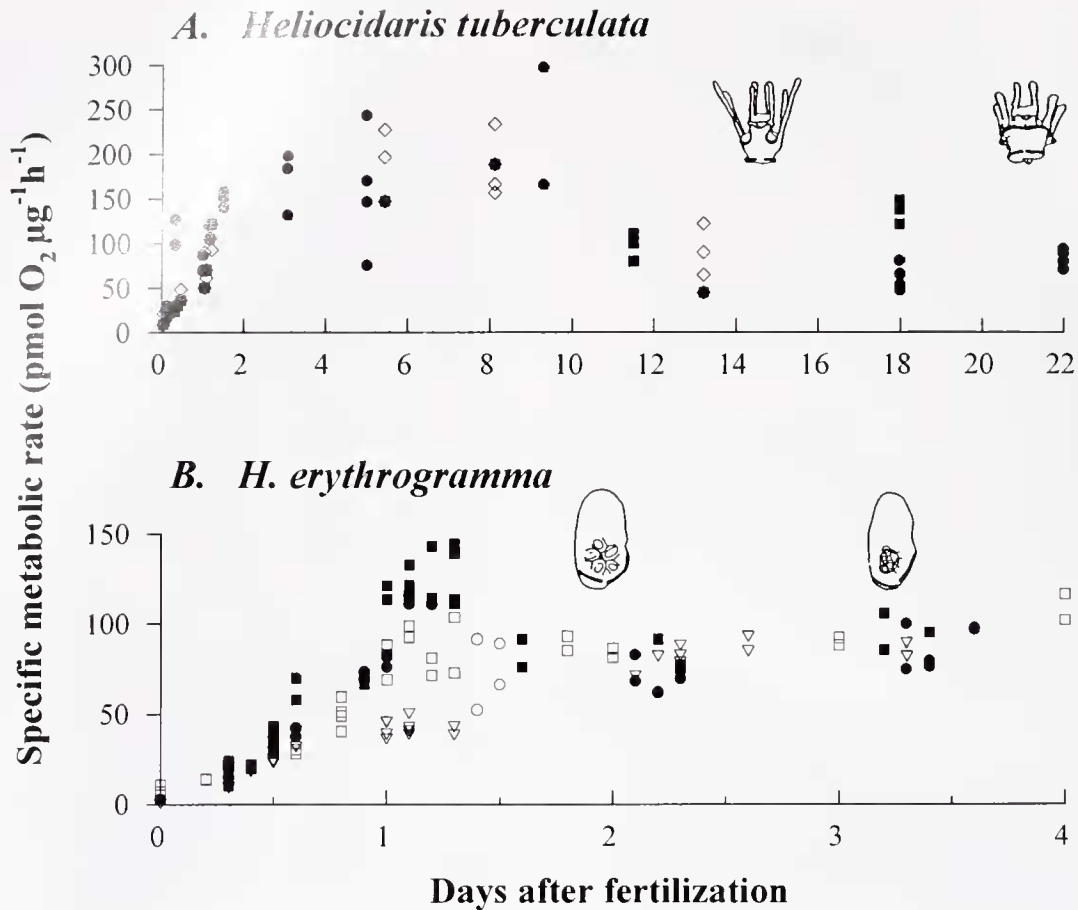 A. Heliocidaris tuberculata
300
250
200
150
100
50
0
0 2 4 6 8 10 12 14 16 18 20 22
B. H. erythrogramma
150
100
50
0
0 1 2 3 4
Days after fertilization
Specific metabolic rate (pmol O₂ µg⁻¹h⁻¹)